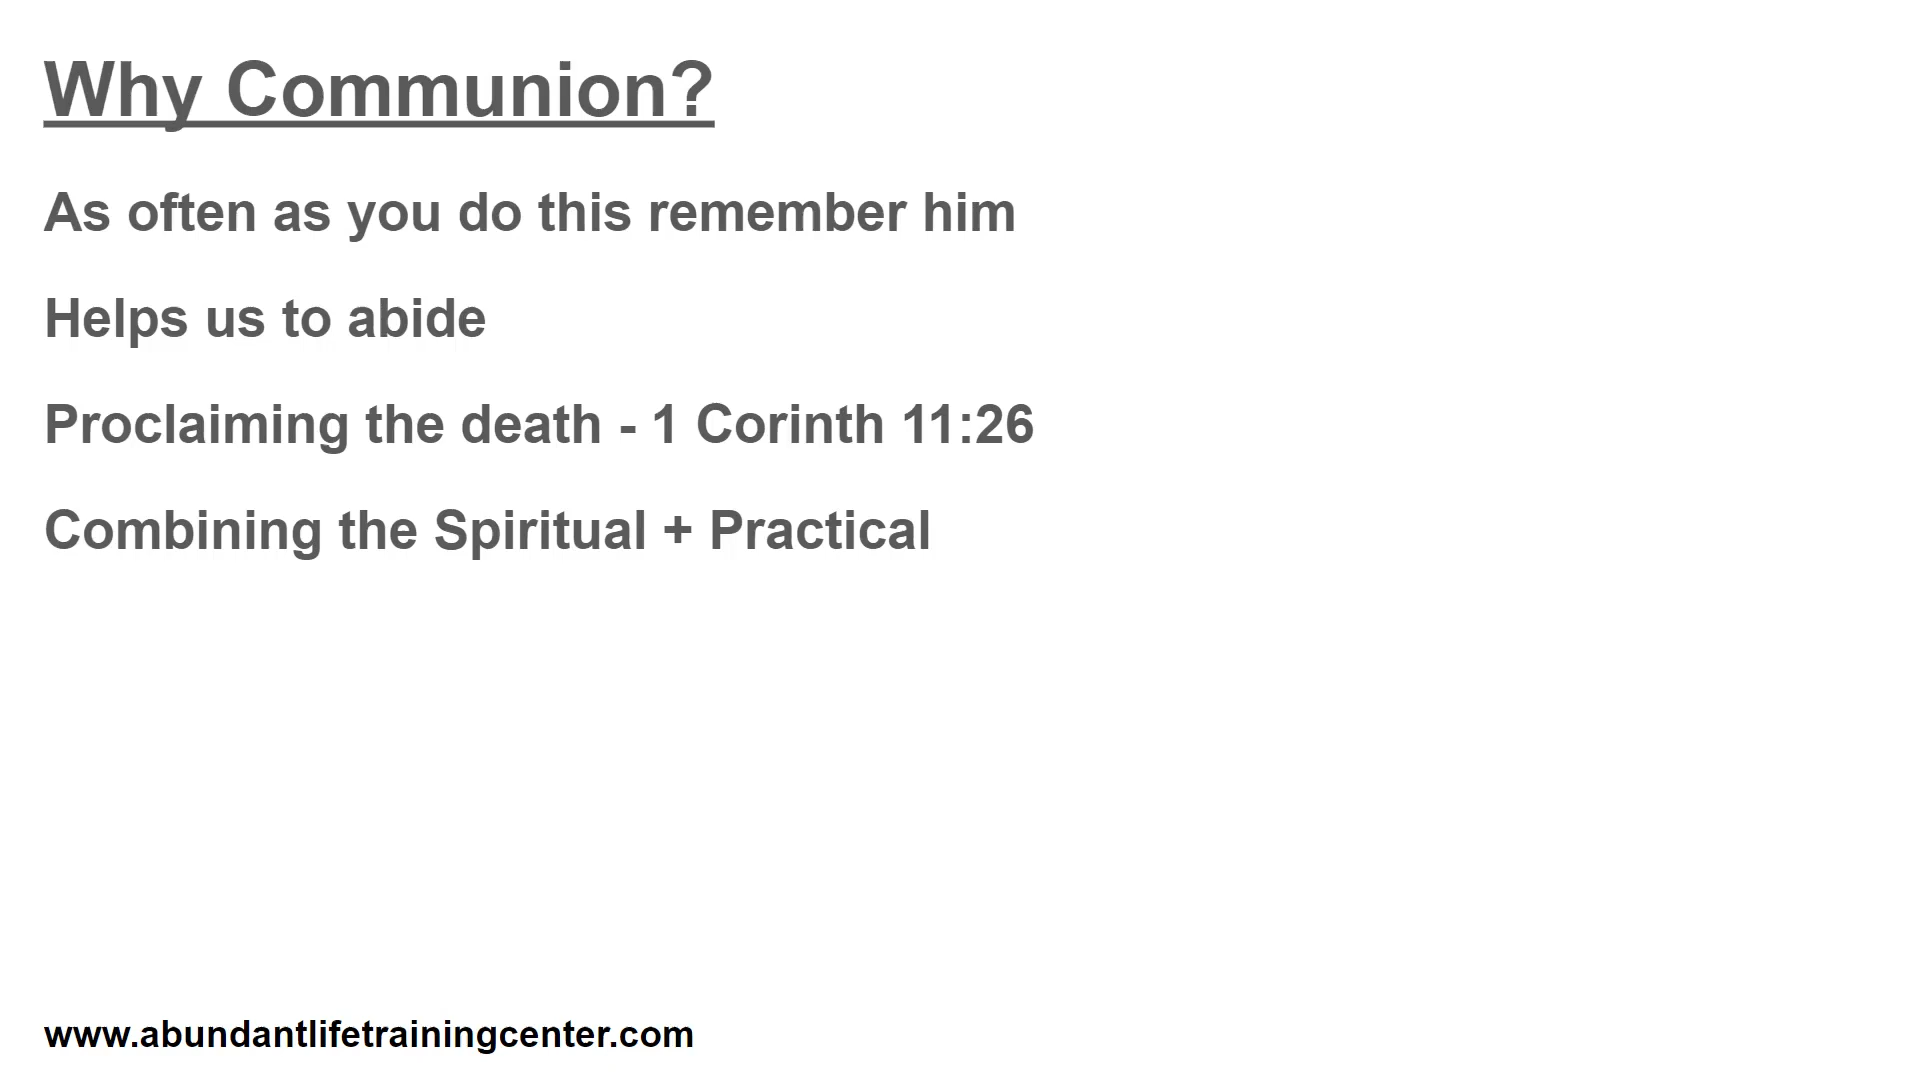 Why Communion?
As often as you do this remember him
Helps us to abide
Proclaiming the death - 1 Corinth 11:26
Combining the Spiritual + Practical
www.abundantlifetrainingcenter.com